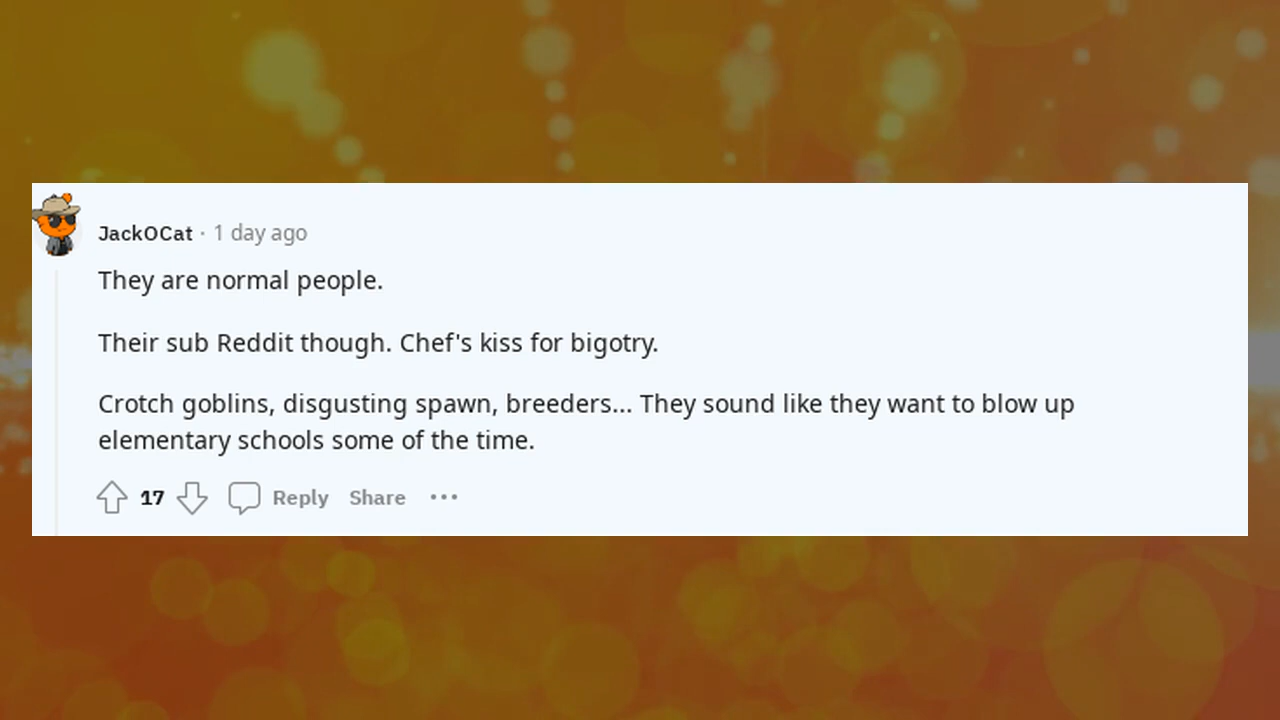 JackOCat · 1 day ago
They are normal people.
Their sub Reddit though. Chef's kiss for bigotry.
Crotch goblins, disgusting spawn, breeders... They sound like they want to blow up
elementary schools some of the time.
17 Reply Share ...